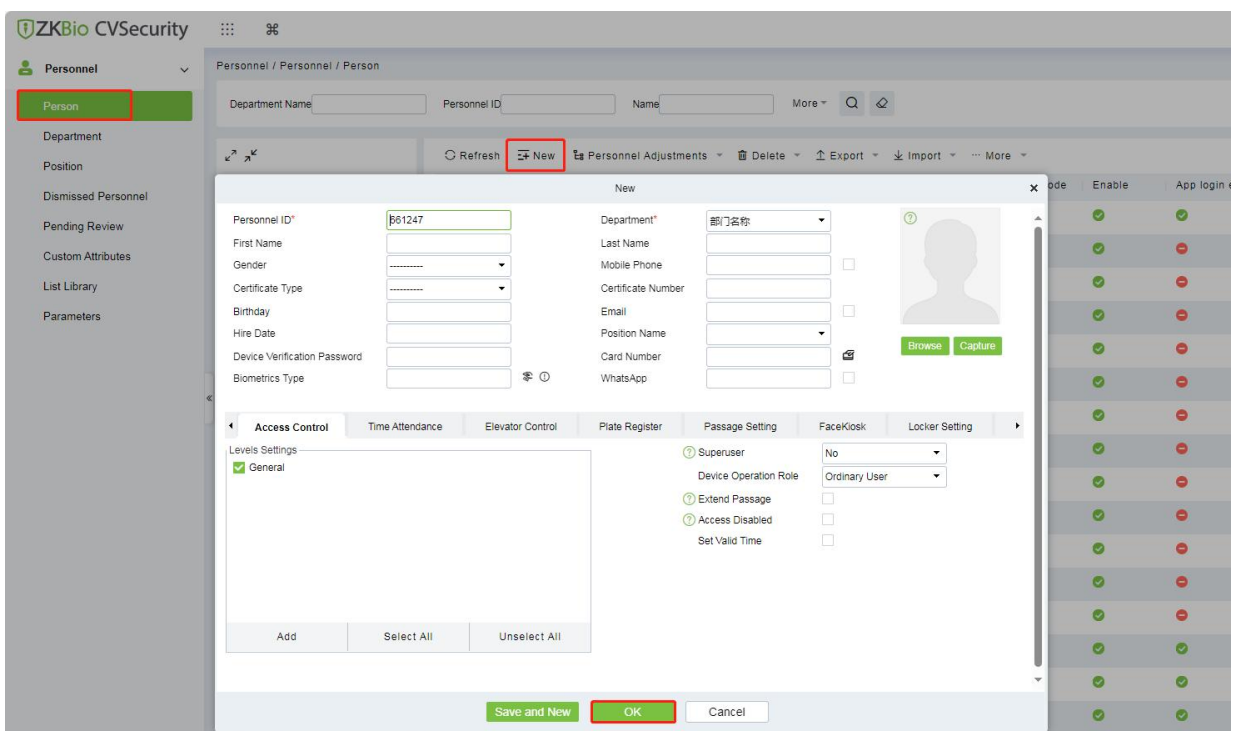 ZKBio CVSecurity
Personnel
Personnel / Personnel / Person
Person
Department
Position
Dismissed Personnel
Pending Review
Custom Attributes
List Library
Parameters
Department Name
Personnel ID
Name
More
Refresh
New
Personnel Adjustments
Delete
Export
Import
··· More
ode
Enable
App login e
New
Personnel ID*
661247
Department*
部门名称
First Name
Last Name
Gender
----------
Mobile Phone
Certificate Type
----------
Certificate Number
Birthday
Email
Hire Date
Position Name
Device Verification Password
Card Number
Biometrics Type
WhatsApp
Browse
Capture
Access Control
Time Attendance
Elevator Control
Plate Register
Passage Setting
FaceKiosk
Locker Setting
Levels Settings
General
Superuser
No
Device Operation Role
Ordinary User
Extend Passage
Access Disabled
Set Valid Time
Add
Select All
Unselect All
Save and New
OK
Cancel